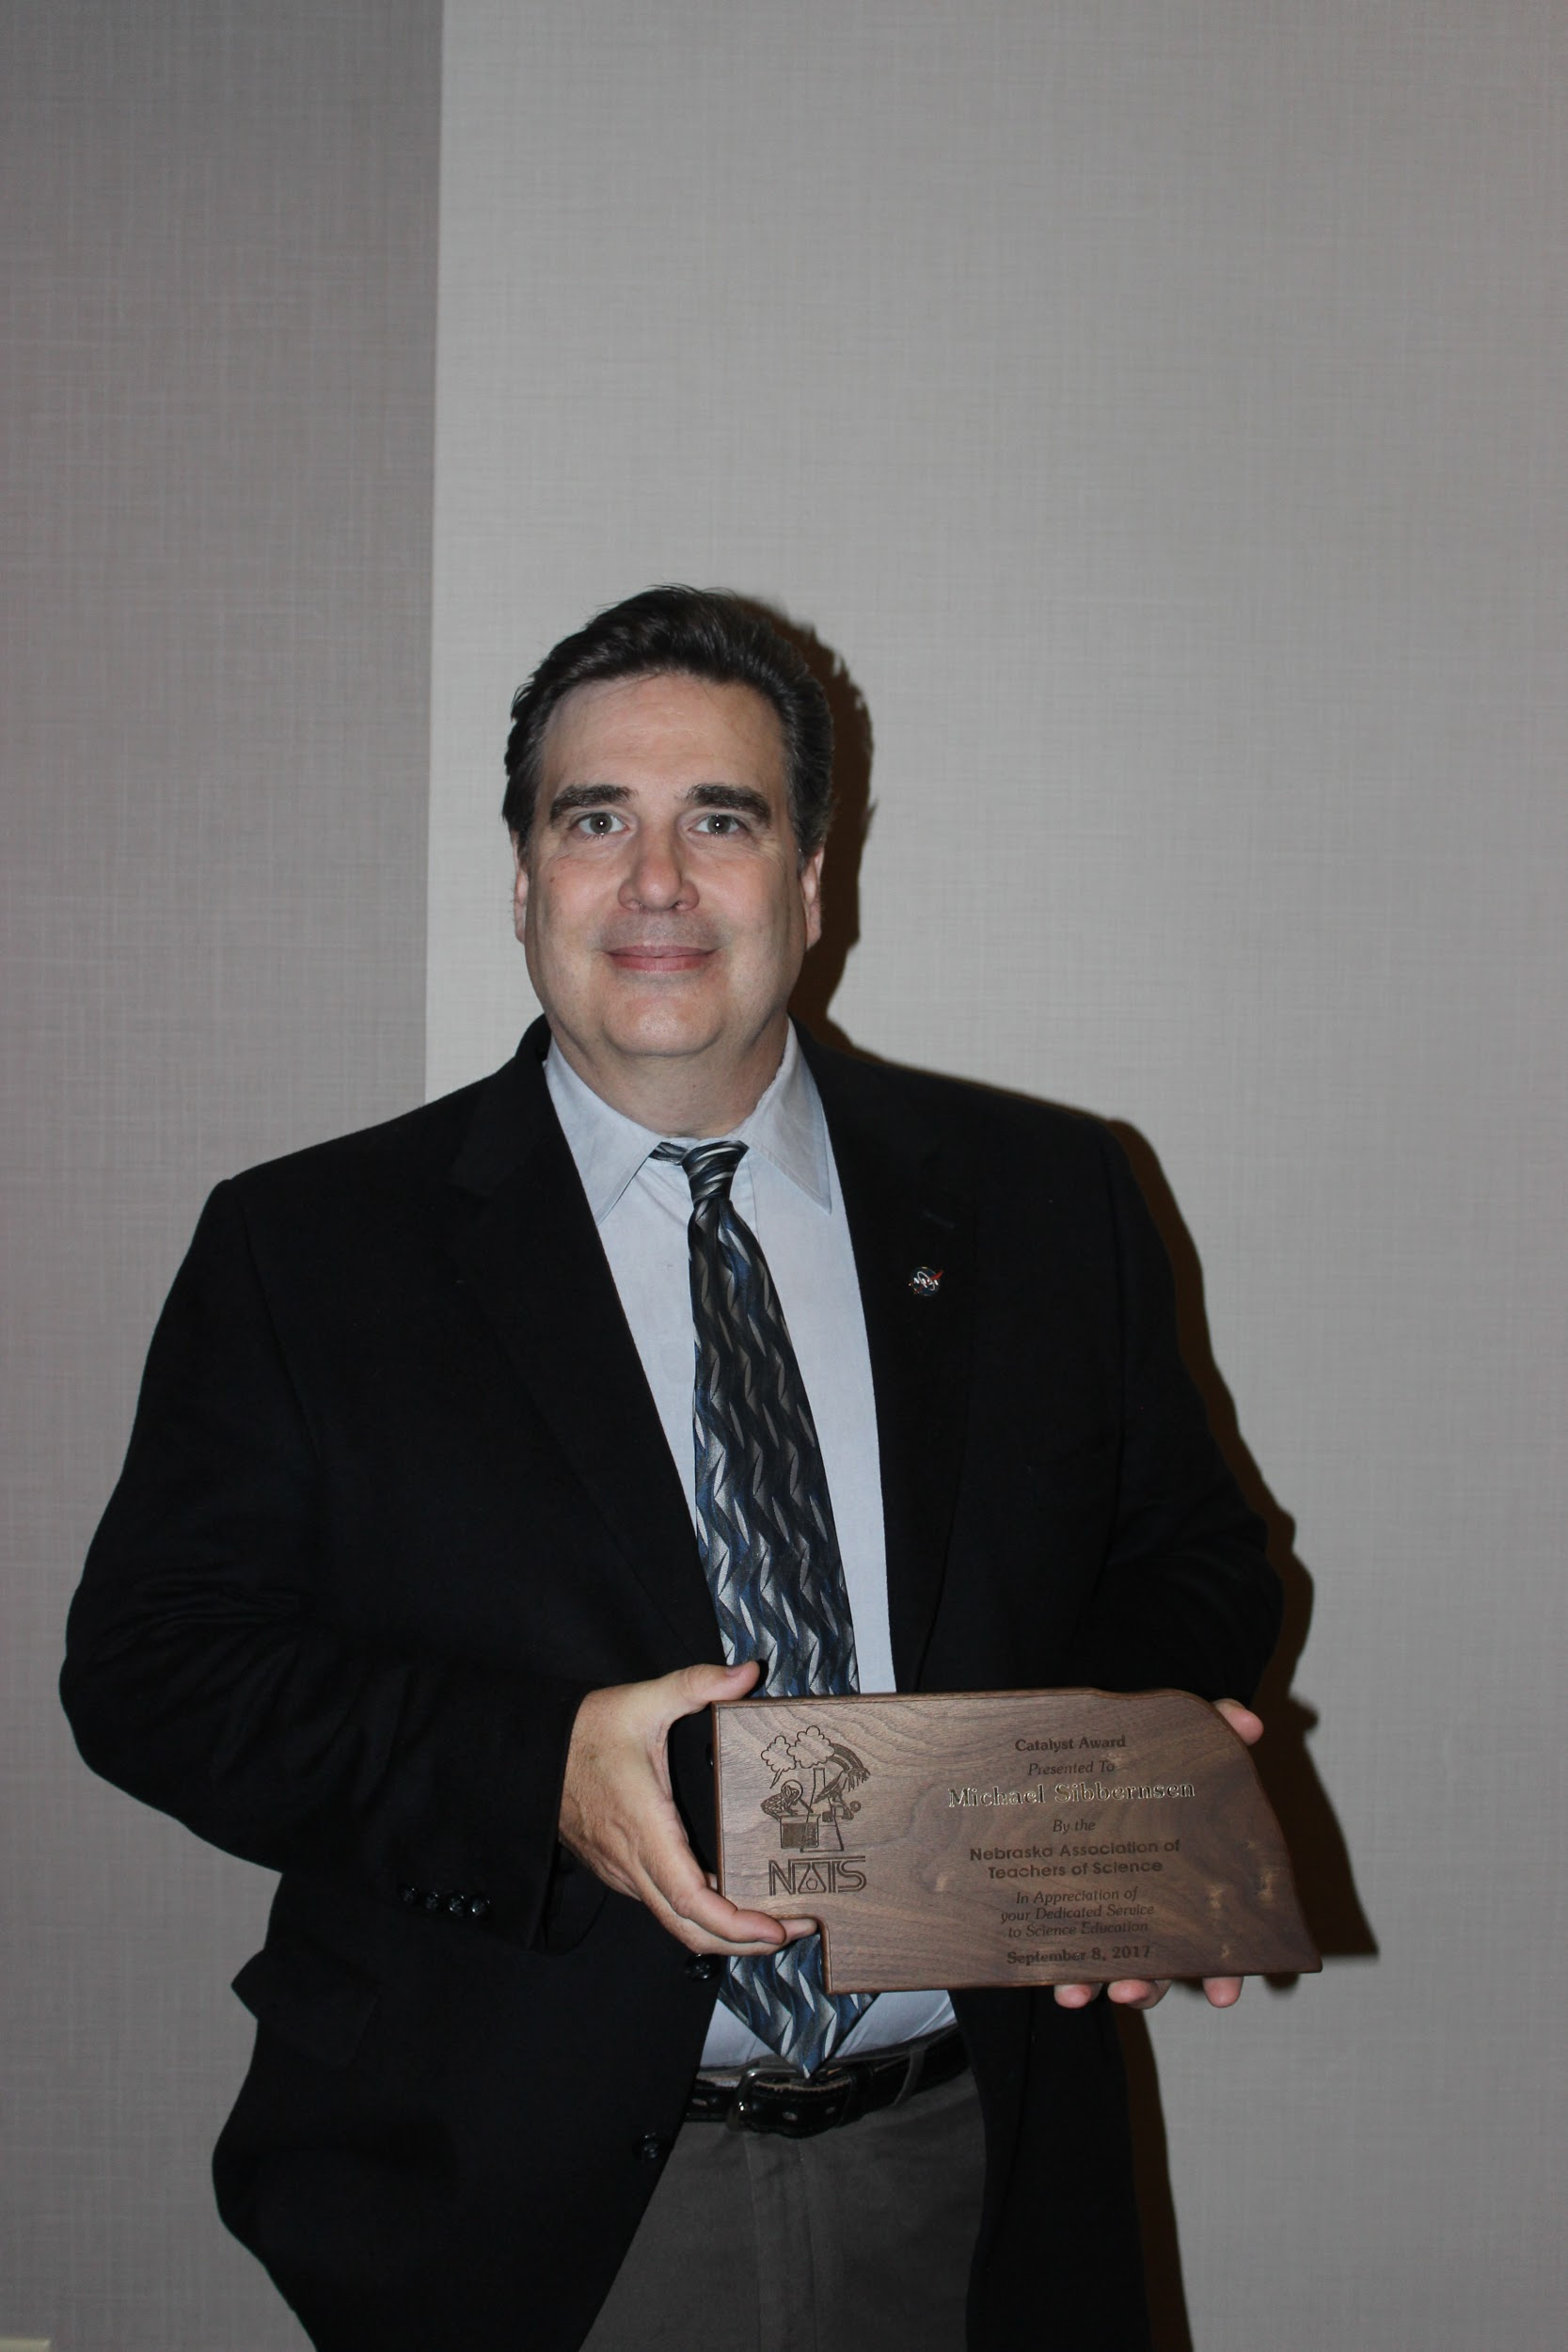 NASA
Catalyst Award
Presented To
Michael Sibbernsen
By the
Nebraska Association of
Teachers of Science
In Appreciation of
your Dedicated Service
to Science Education
September 8, 2017
NATS